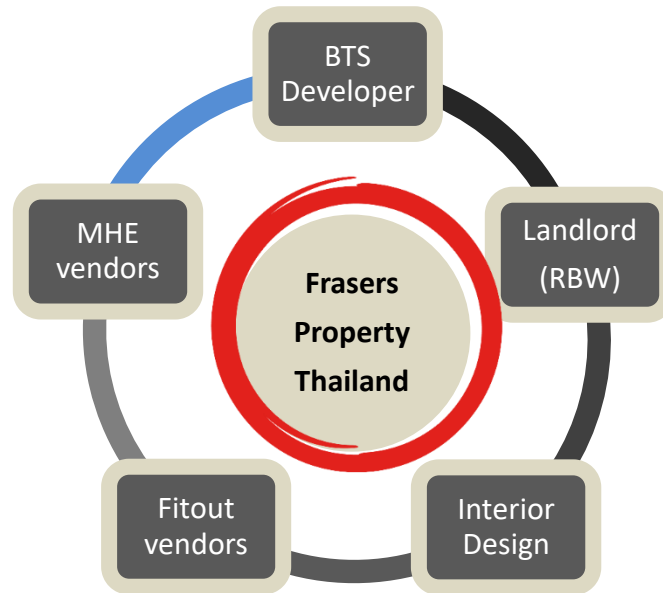 BTS
Developer
MHE
vendors
Landlord
(RBW)
Frasers
Property
Thailand
Fitout
vendors
Interior
Design